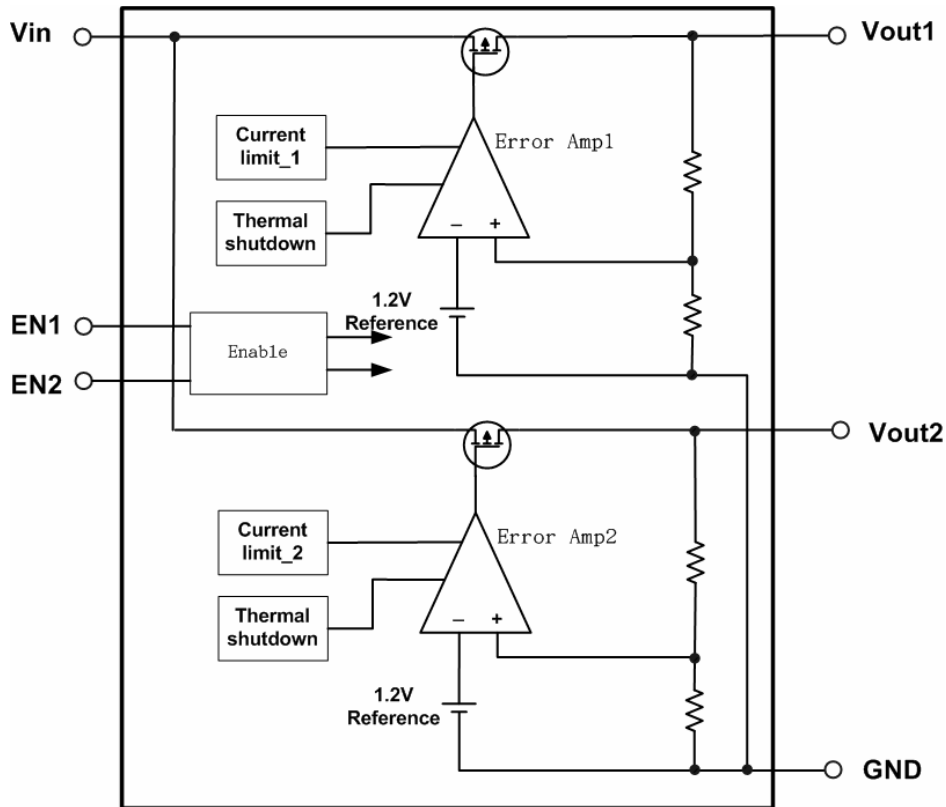 Vin
Vout1
Current
limit_1
Error Amp1
Thermal
shutdown
–
+
1.2V
Reference
EN1
Enable
EN2
Vout2
Current
limit_2
Error Amp2
Thermal
shutdown
–
+
1.2V
Reference
GND